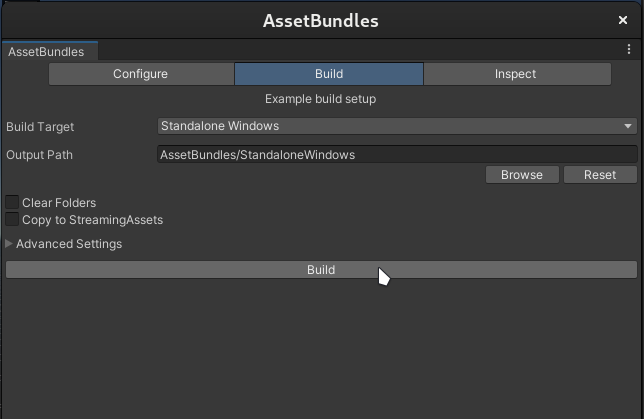 AssetBundles
AssetBundles
Configure Build Inspect
Example build setup
Build Target Standalone Windows
Output Path AssetBundles/StandaloneWindows
Browse Reset
Clear Folders
Copy to StreamingAssets
Advanced Settings
Build